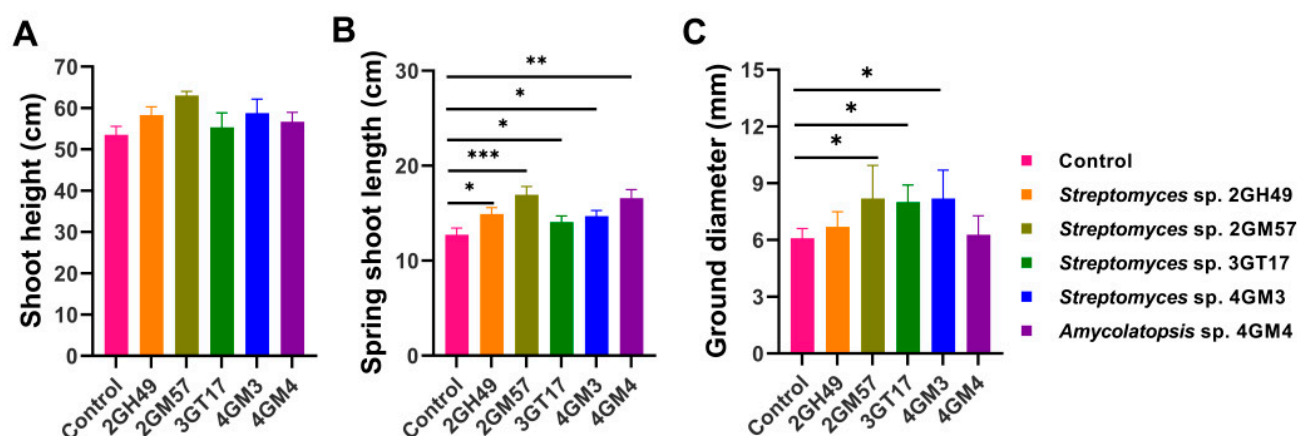 A
Shoot height (cm)
70
60
50
40
30
20
10
0
Control
2GH49
2GM57
3GT17
4GM3
4GM4
B
Spring shoot length (cm)
30
20
10
0
**
*
*
***
*
Control
2GH49
2GM57
3GT17
4GM3
4GM4
C
Ground diameter (mm)
15
12
9
6
3
0
*
*
*
Control
2GH49
2GM57
3GT17
4GM3
4GM4
Control
Streptomyces sp. 2GH49
Streptomyces sp. 2GM57
Streptomyces sp. 3GT17
Streptomyces sp. 4GM3
Amycolatopsis sp. 4GM4